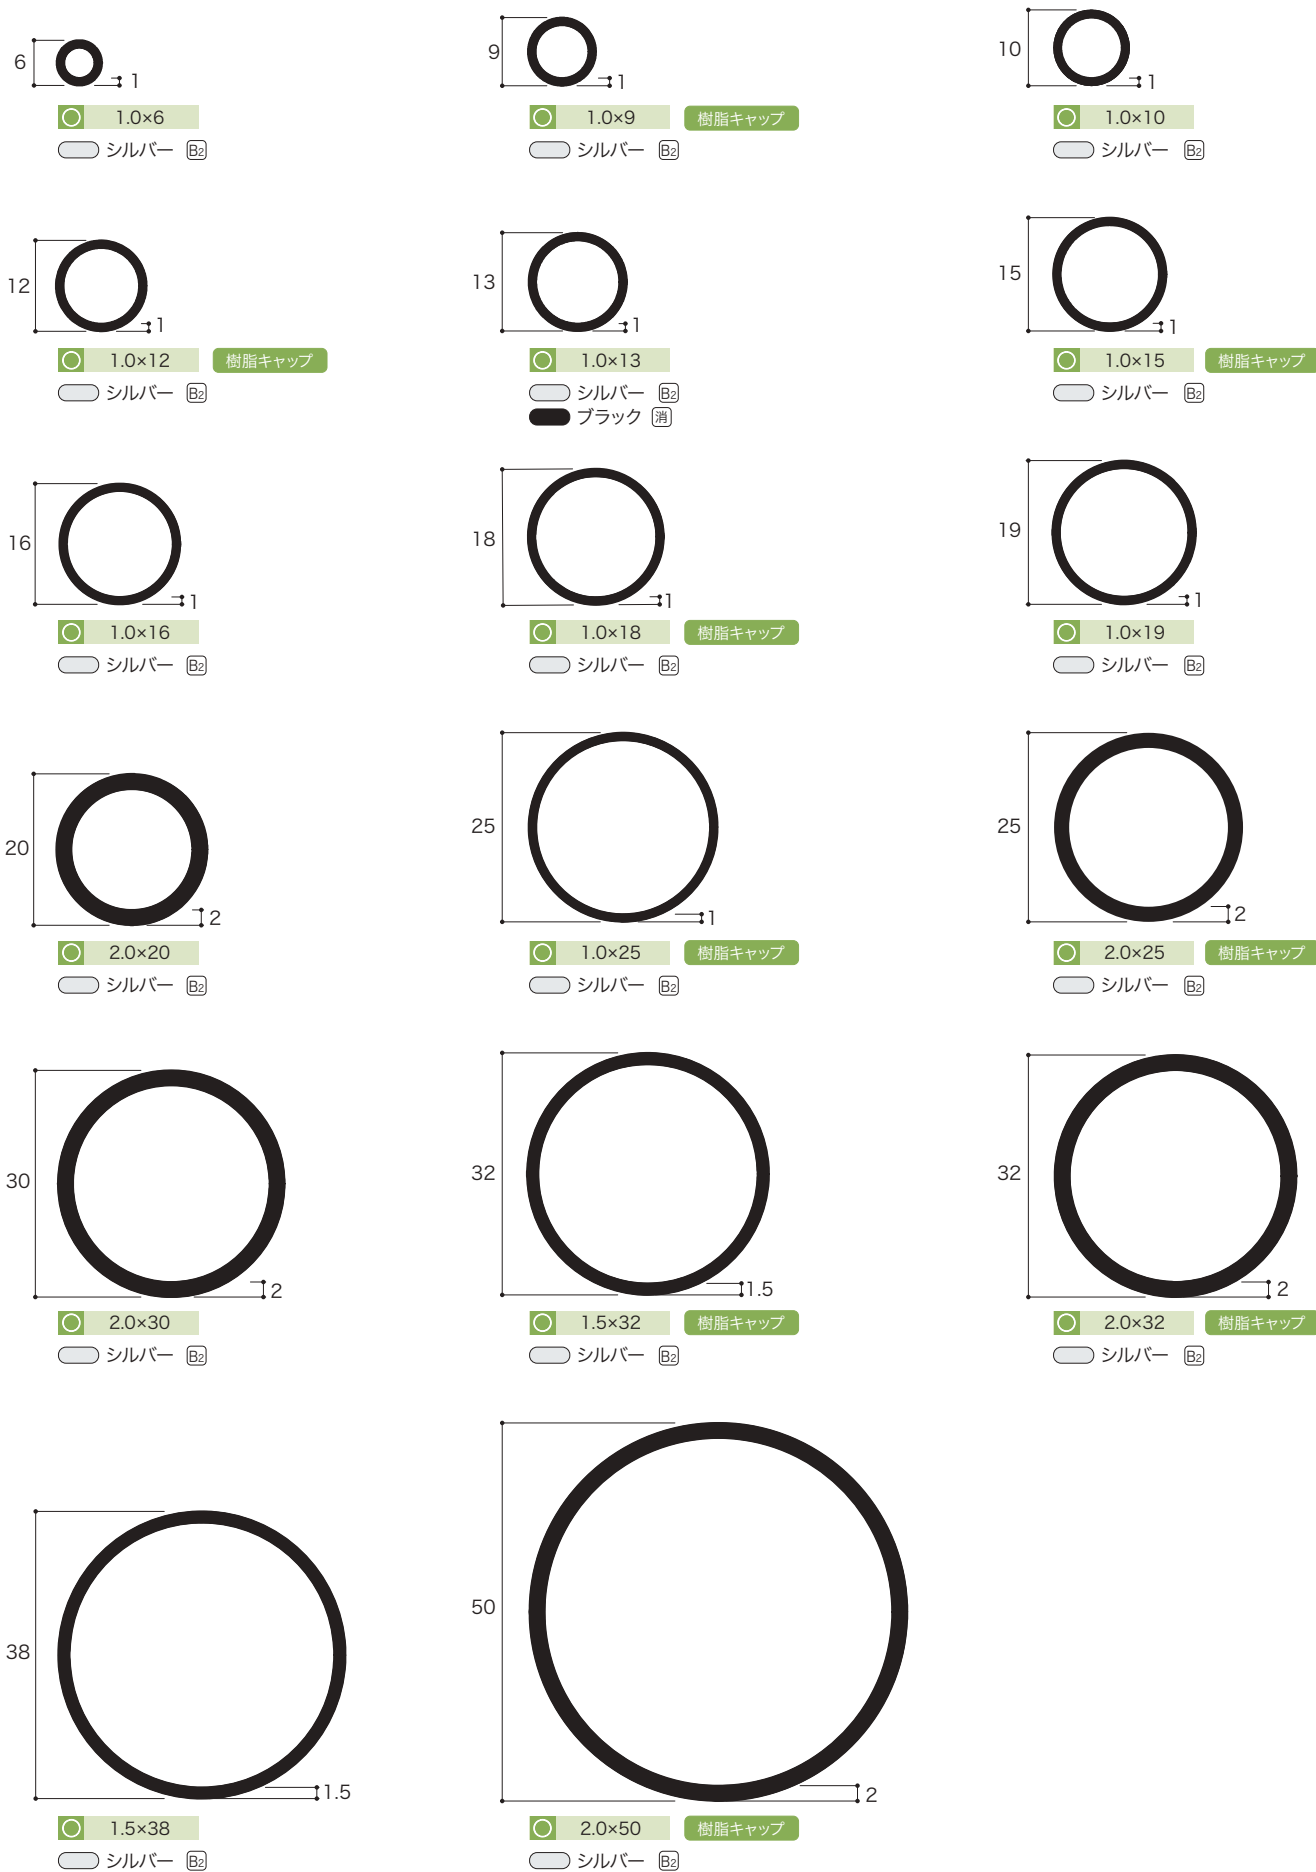 6
1
1.0×6
シルバー B2
9
1
1.0×9 樹脂キャップ
シルバー B2
10
1
1.0×10
シルバー B2
12
1
1.0×12 樹脂キャップ
シルバー B2
13
1
1.0×13
シルバー B2
ブラック 消
15
1
1.0×15 樹脂キャップ
シルバー B2
16
1
1.0×16
シルバー B2
18
1
1.0×18 樹脂キャップ
シルバー B2
19
1
1.0×19
シルバー B2
20
2
2.0×20
シルバー B2
25
1
1.0×25 樹脂キャップ
シルバー B2
25
2
2.0×25 樹脂キャップ
シルバー B2
30
2
2.0×30
シルバー B2
32
1.5
1.5×32 樹脂キャップ
シルバー B2
32
2
2.0×32 樹脂キャップ
シルバー B2
38
1.5
1.5×38
シルバー B2
50
2
2.0×50 樹脂キャップ
シルバー B2